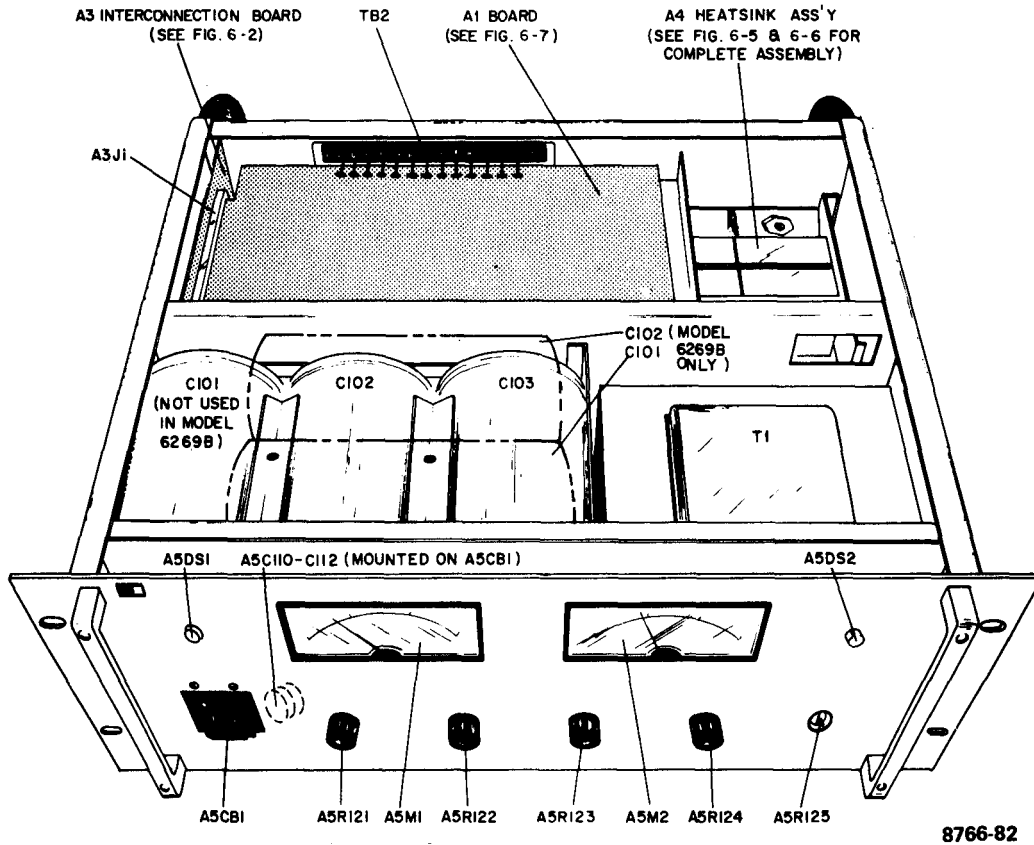 A3 INTERCONNECTION BOARD
(SEE FIG. 6-2)
TB2
A1 BOARD
(SEE FIG. 6-7)
A4 HEATSINK ASS'Y
(SEE FIG. 6-5 & 6-6 FOR
COMPLETE ASSEMBLY)
A3J1
C102 (MODEL
C101 6269B
ONLY)
C101
(NOT USED
IN MODEL
6269B)
C102
C103
T1
A5DS1
A5C110-C112 (MOUNTED ON A5CB1)
A5DS2
A5CB1
A5R121
A5M1
A5R122
A5R123
A5M2
A5R124
A5R125
8766-82